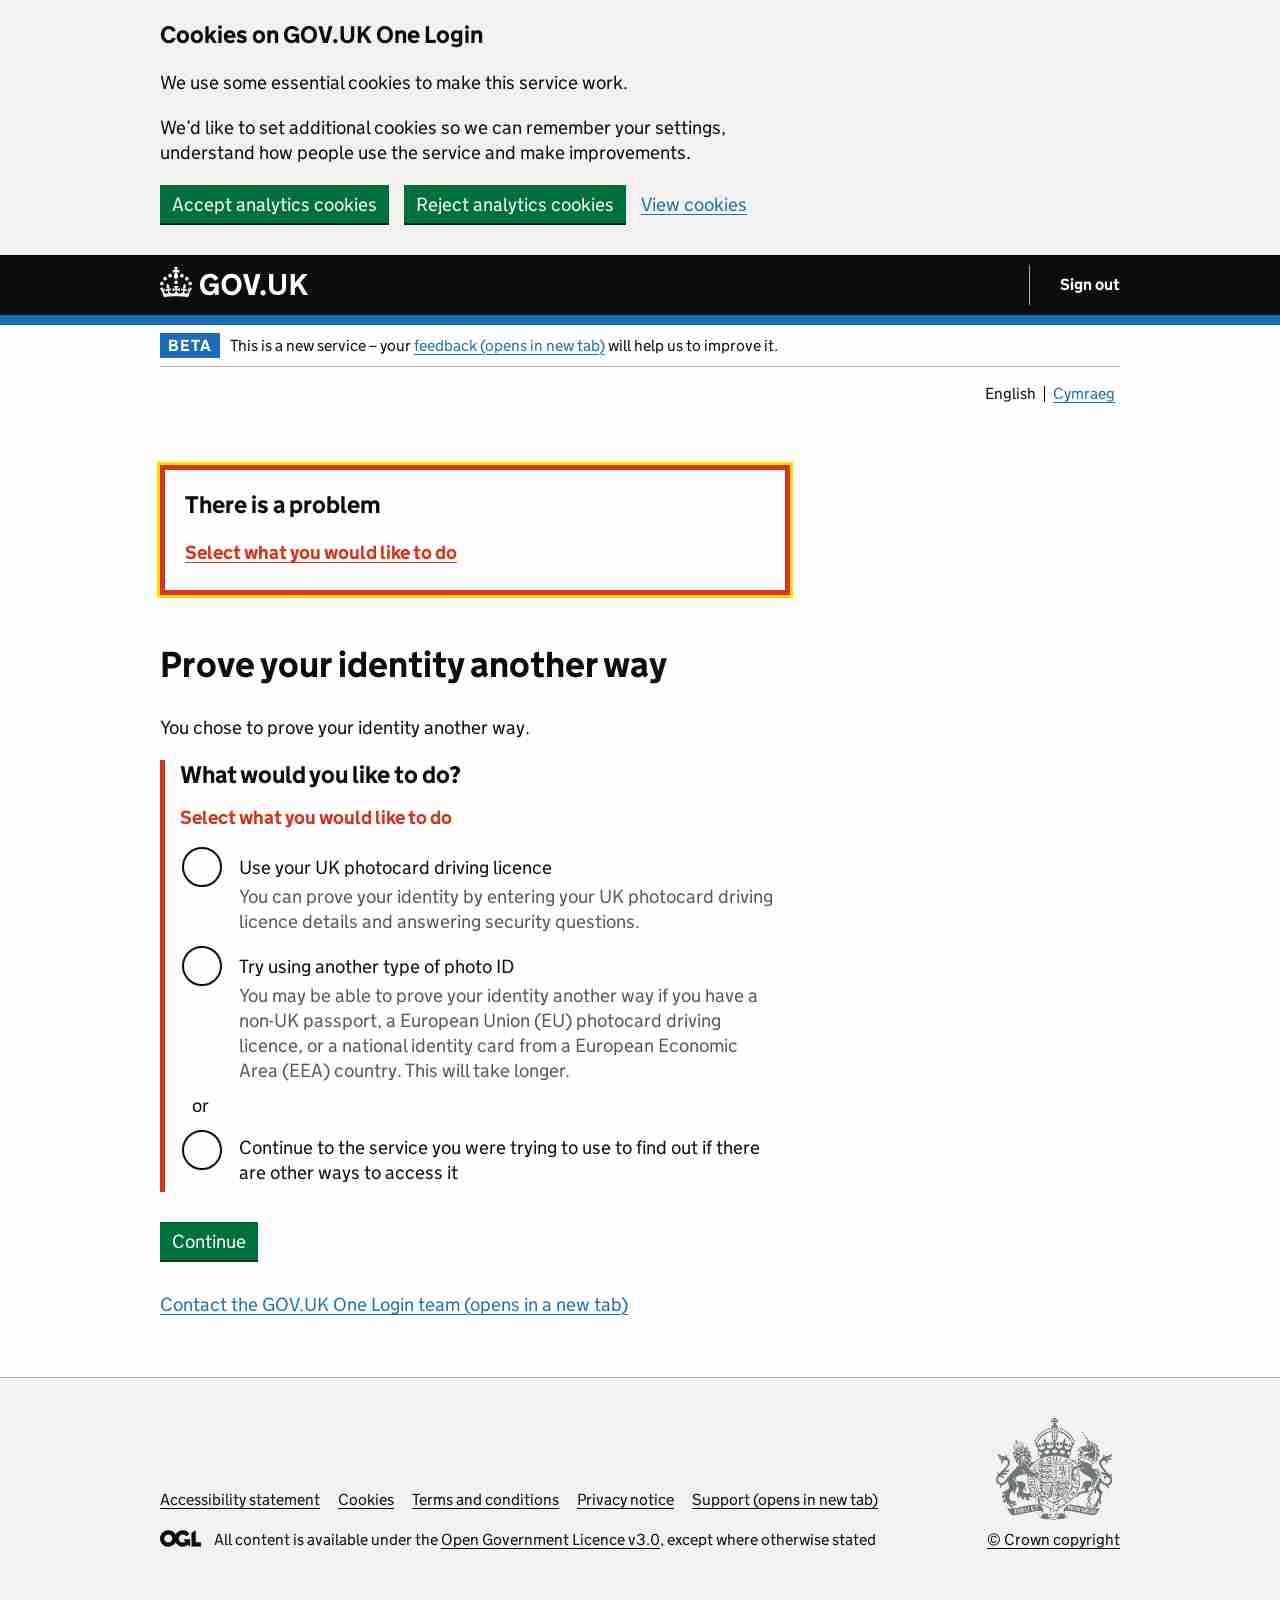 Cookies on GOV.UK One Login
We use some essential cookies to make this service work.
We'd like to set additional cookies so we can remember your settings,
understand how people use the service and make improvements.
Accept analytics cookies Reject analytics cookies View cookies
GOV.UK Sign out
BETA This is a new service – your feedback (opens in new tab) will help us to improve it.
English Cymraeg
There is a problem
Select what you would like to do
Prove your identity another way
You chose to prove your identity another way.
What would you like to do?
Select what you would like to do
Use your UK photocard driving licence
You can prove your identity by entering your UK photocard driving
licence details and answering security questions.
Try using another type of photo ID
You may be able to prove your identity another way if you have a
non-UK passport, a European Union (EU) photocard driving
licence, or a national identity card from a European Economic
Area (EEA) country. This will take longer.
or
Continue to the service you were trying to use to find out if there
are other ways to access it
Continue
Contact the GOV.UK One Login team (opens in a new tab)
Accessibility statement Cookies Terms and conditions Privacy notice Support (opens in new tab)
OGL All content is available under the Open Government Licence v3.0, except where otherwise stated
© Crown copyright